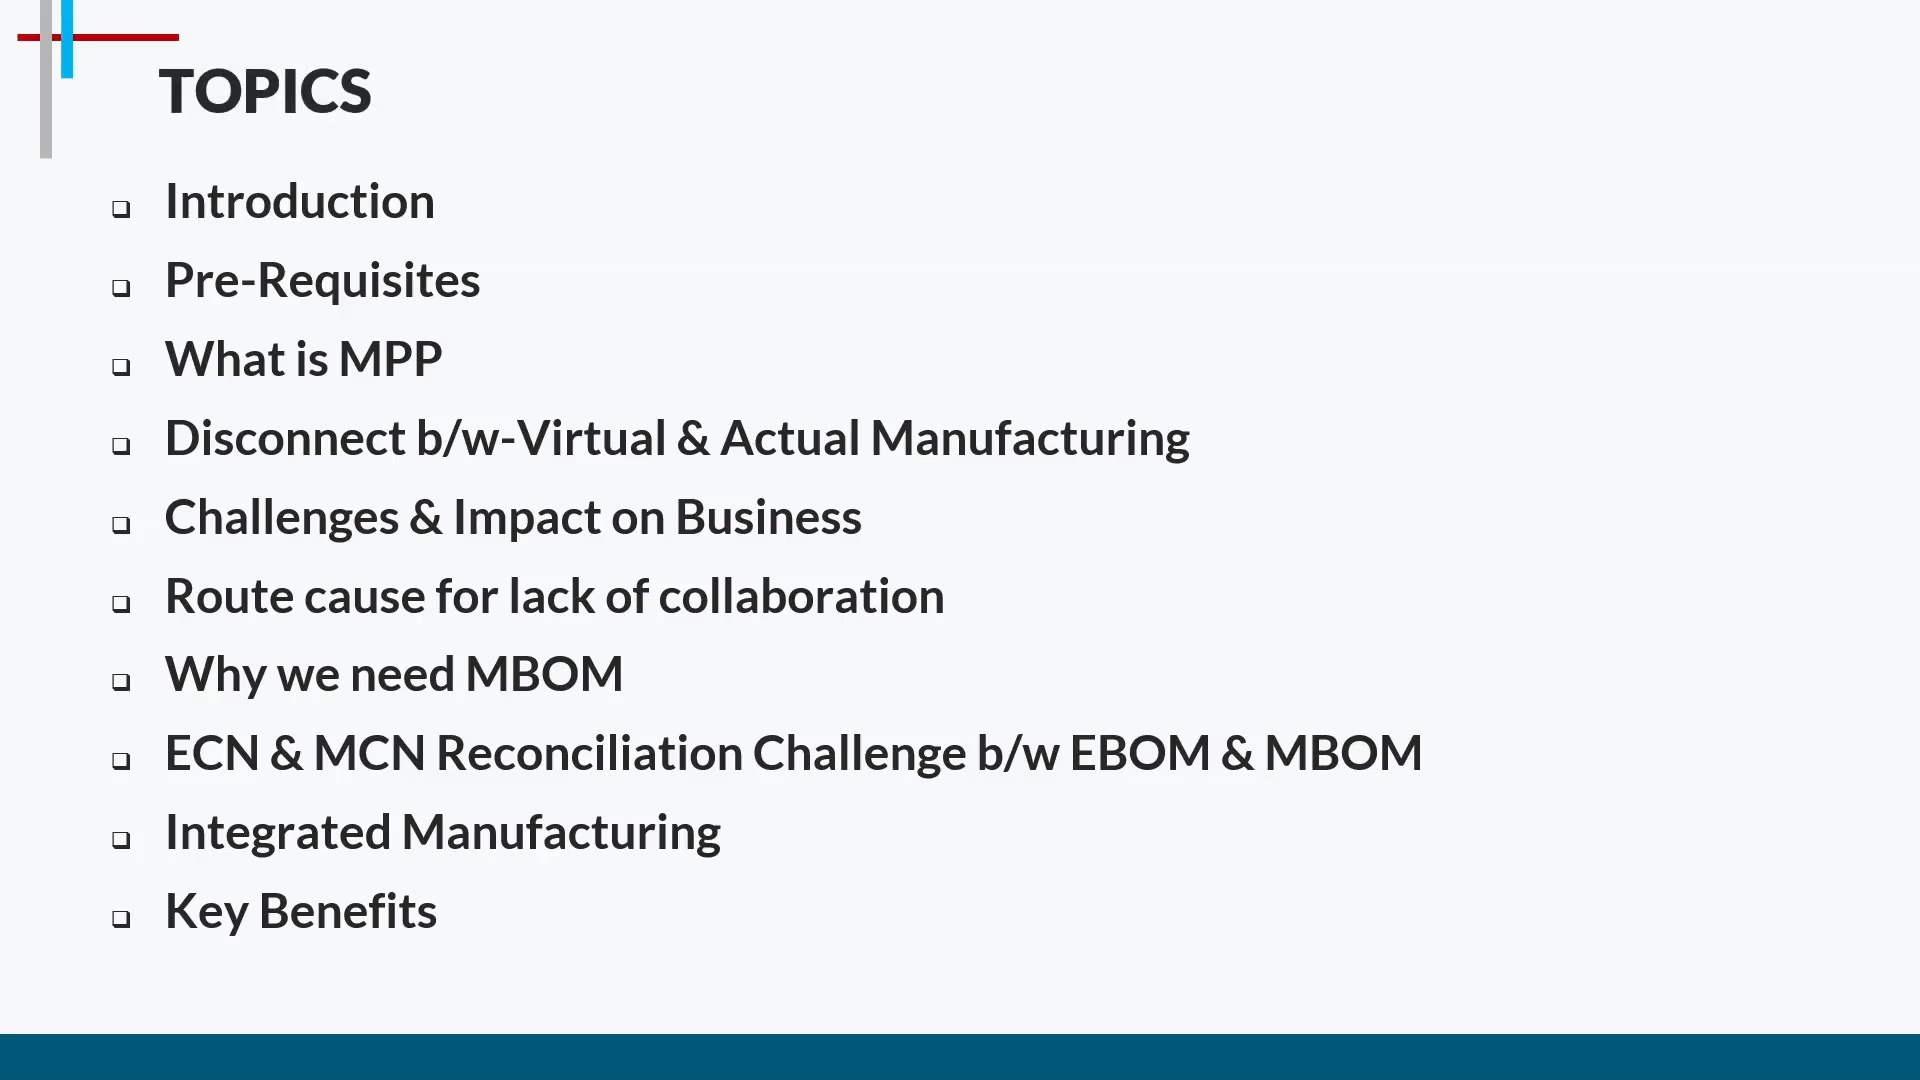 TOPICS
Introduction
Pre-Requisites
What is MPP
Disconnect b/w-Virtual & Actual Manufacturing
Challenges & Impact on Business
Route cause for lack of collaboration
Why we need MBOM
ECN & MCN Reconciliation Challenge b/w EBOM & MBOM
Integrated Manufacturing
Key Benefits